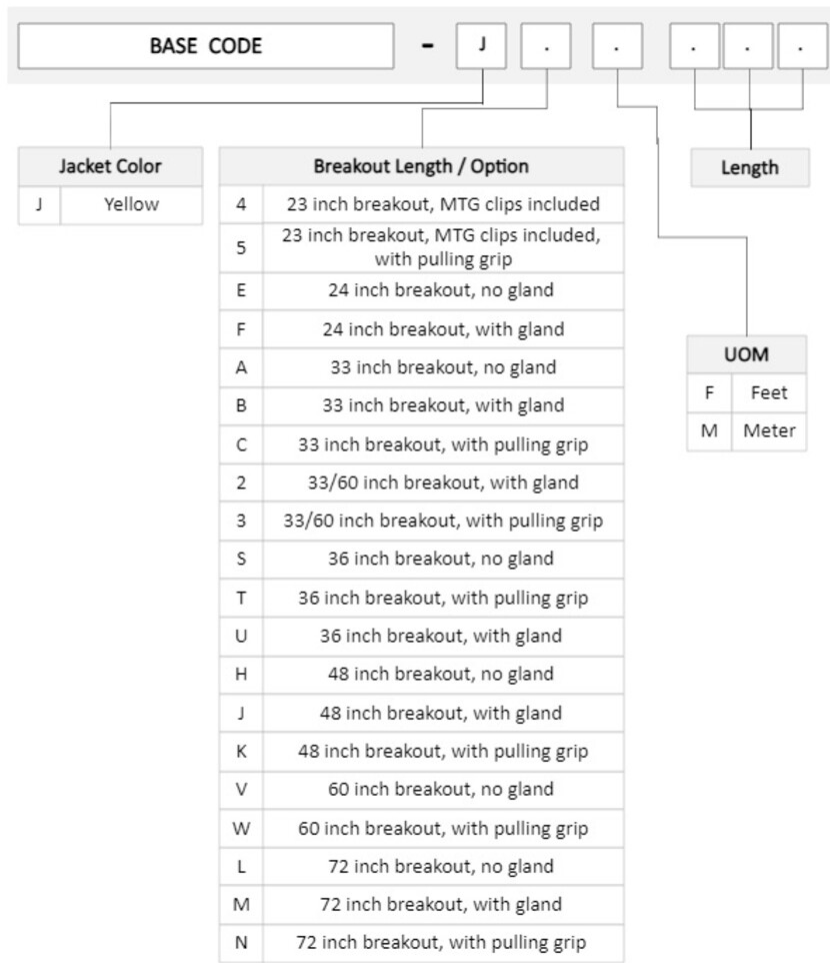 BASE CODE - J . . . . .
Jacket Color
J Yellow
Breakout Length / Option
4 23 inch breakout, MTG clips included
5 23 inch breakout, MTG clips included,
with pulling grip
E 24 inch breakout, no gland
F 24 inch breakout, with gland
A 33 inch breakout, no gland
B 33 inch breakout, with gland
C 33 inch breakout, with pulling grip
2 33/60 inch breakout, with gland
3 33/60 inch breakout, with pulling grip
S 36 inch breakout, no gland
T 36 inch breakout, with pulling grip
U 36 inch breakout, with gland
H 48 inch breakout, no gland
J 48 inch breakout, with gland
K 48 inch breakout, with pulling grip
V 60 inch breakout, no gland
W 60 inch breakout, with pulling grip
L 72 inch breakout, no gland
M 72 inch breakout, with gland
N 72 inch breakout, with pulling grip
Length
UOM
F Feet
M Meter